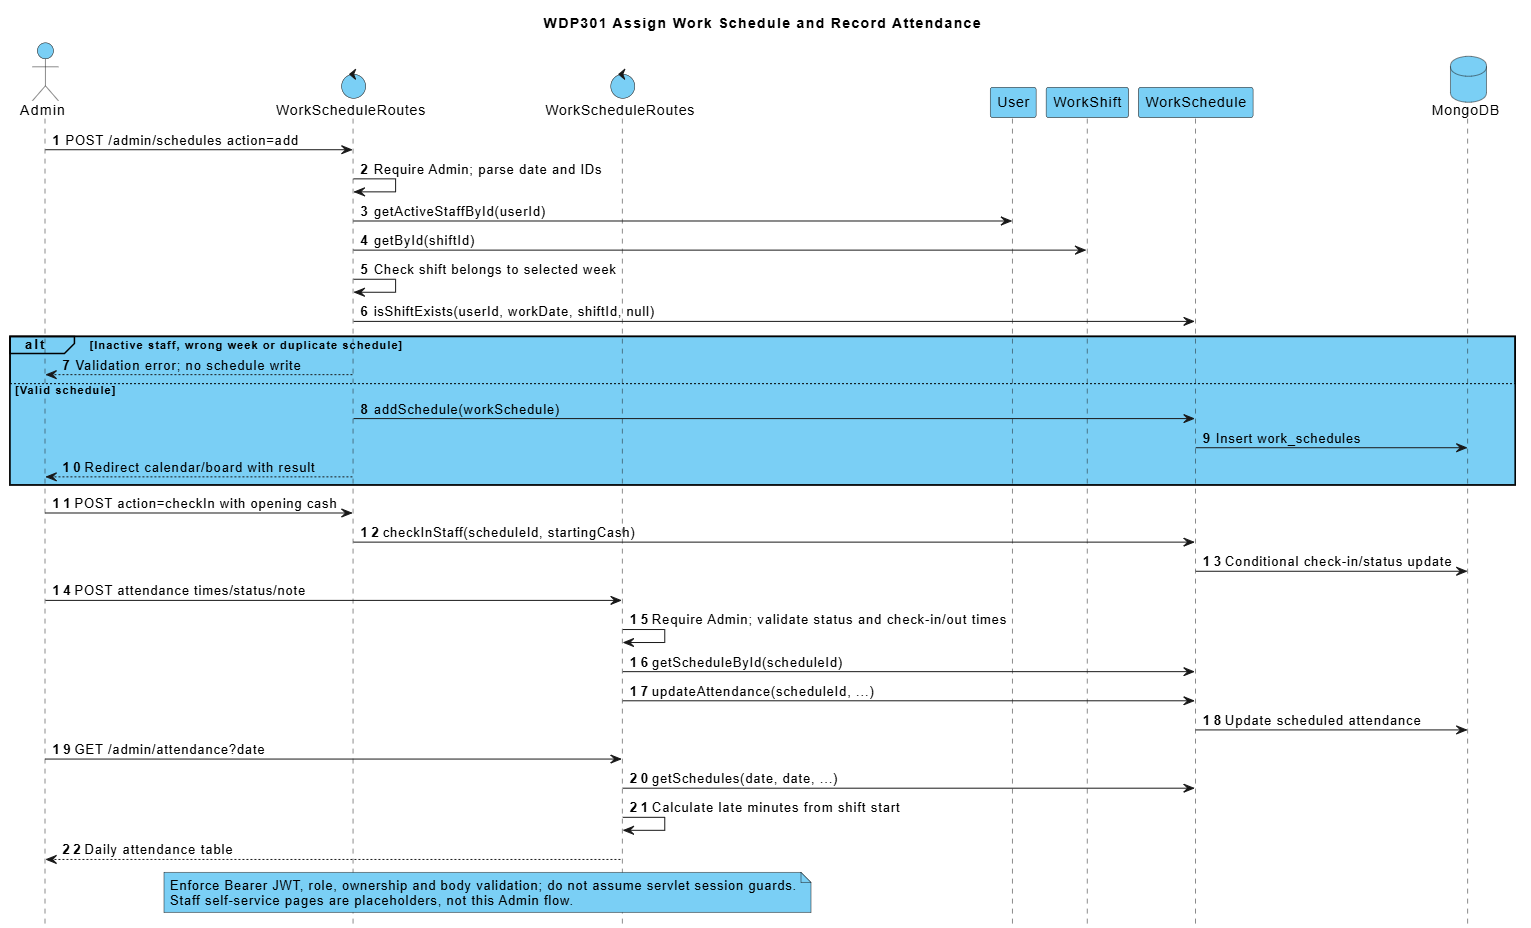 WDP301 Assign Work Schedule and Record Attendance
Admin
WorkScheduleRoutes
WorkScheduleRoutes
User
WorkShift
WorkSchedule
MongoDB
1 POST /admin/schedules action=add
2 Require Admin; parse date and IDs
3 getActiveStaffById(userId)
4 getById(shiftId)
5 Check shift belongs to selected week
6 isShiftExists(userId, workDate, shiftId, null)
alt [Inactive staff, wrong week or duplicate schedule]
7 Validation error; no schedule write
[Valid schedule]
8 addSchedule(workSchedule)
9 Insert work_schedules
10 Redirect calendar/board with result
11 POST action=checkIn with opening cash
12 checkInStaff(scheduleId, startingCash)
13 Conditional check-in/status update
14 POST attendance times/status/note
15 Require Admin; validate status and check-in/out times
16 getScheduleById(scheduleId)
17 updateAttendance(scheduleId, ...)
18 Update scheduled attendance
19 GET /admin/attendance?date
20 getSchedules(date, date, ...)
21 Calculate late minutes from shift start
22 Daily attendance table
Enforce Bearer JWT, role, ownership and body validation; do not assume servlet session guards.
Staff self-service pages are placeholders, not this Admin flow.